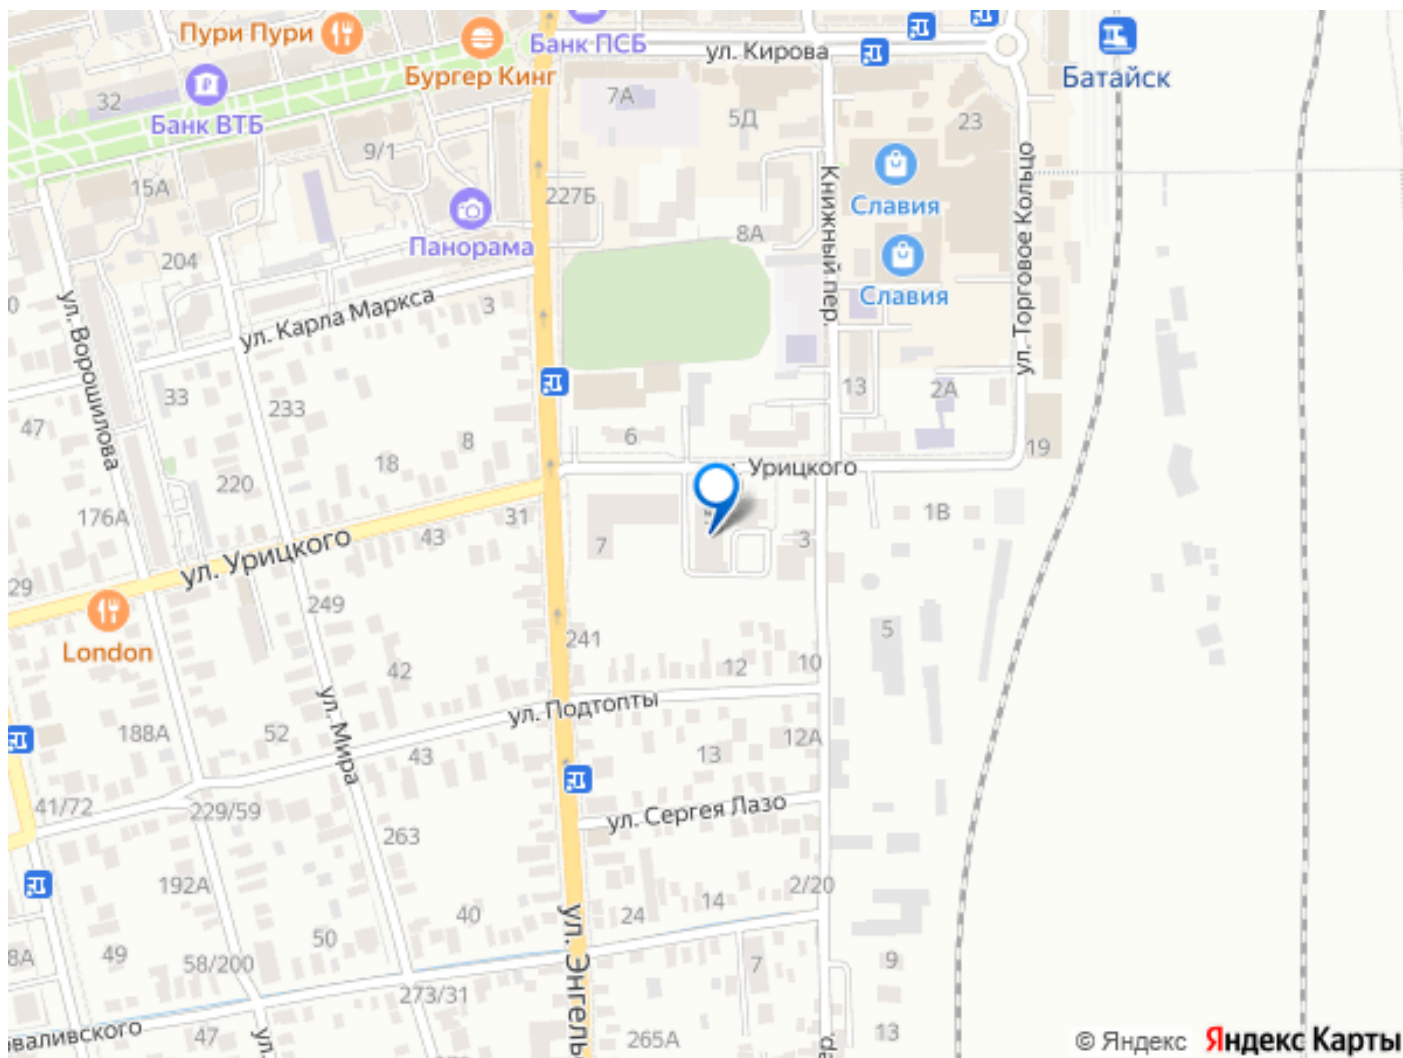 Пури Пури
Банк ПСБ
ул. Кирова
Батайск
Бургер Кинг
32
Банк ВТБ
7А
5Д
23
9/1
15А
227Б
Славия
Панорама
8А
204
Книжный пер.
ул. Торговое Кольцо
Славия
0
ул. Карла Маркса
3
ул. Ворошилова
33
233
13
2А
47
8
6
18
19
220
ул. Урицкого
176А
31
43
1В
7
3
ул. Урицкого
29
249
London
241
5
42
12
10
ул. Подтопты
ул. Мира
188А
52
43
13
12А
41/72
229/59
ул. Сергея Лазо
263
192А
2/20
14
40
24
ул. Энгель
50
49
8А
58/200
7
9
273/31
оваливского
47
ул.
265А
13
© Яндекс Яндекс Карты